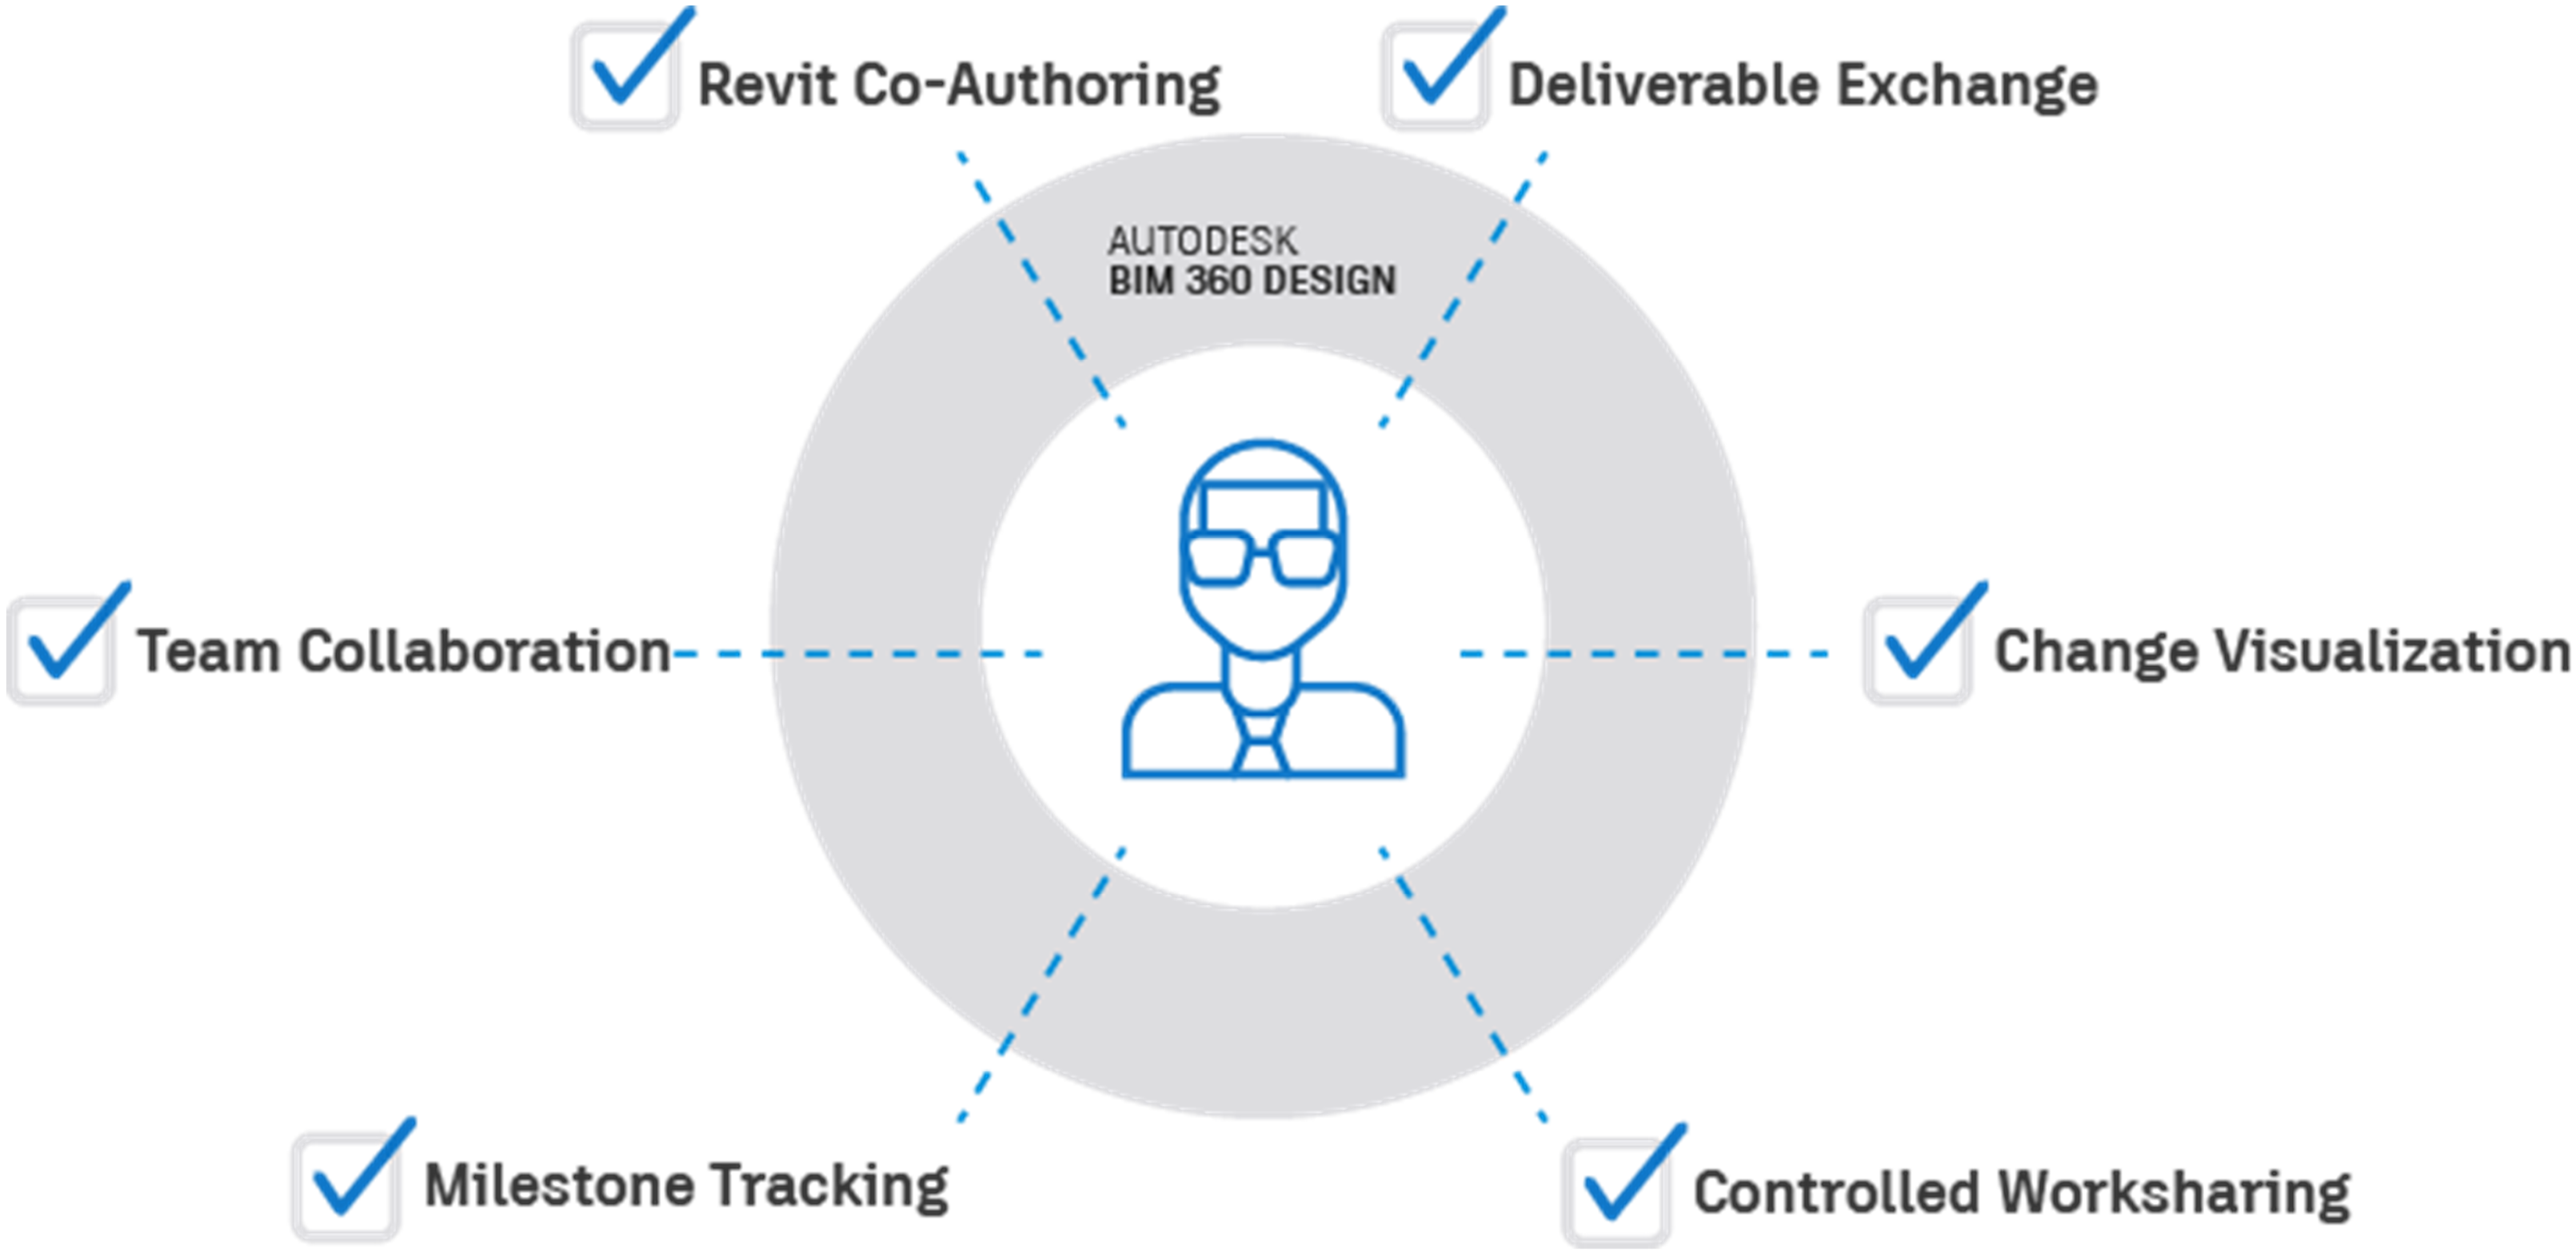 Revit Co-Authoring
Deliverable Exchange
AUTODESK
BIM 360 DESIGN
Team Collaboration
Change Visualization
Milestone Tracking
Controlled Worksharing